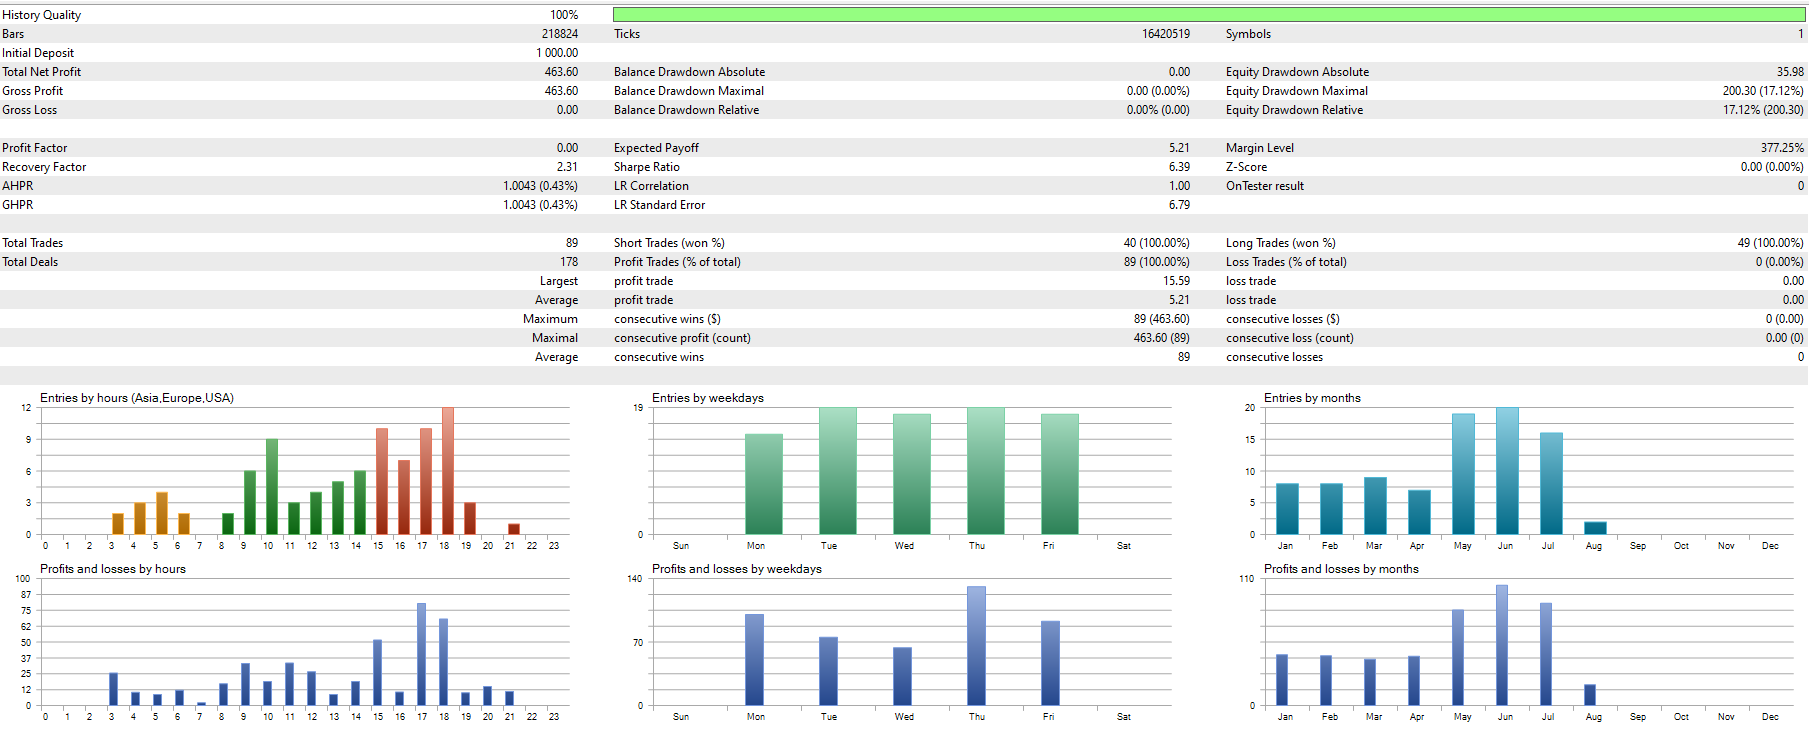 History Quality 100%
Bars 218824 Ticks 16420519 Symbols 1
Initial Deposit 1 000.00
Total Net Profit 463.60 Balance Drawdown Absolute 0.00 Equity Drawdown Absolute 35.98
Gross Profit 463.60 Balance Drawdown Maximal 0.00 (0.00%) Equity Drawdown Maximal 200.30 (17.12%)
Gross Loss 0.00 Balance Drawdown Relative 0.00% (0.00) Equity Drawdown Relative 17.12% (200.30)
Profit Factor 0.00 Expected Payoff 5.21 Margin Level 377.25%
Recovery Factor 2.31 Sharpe Ratio 6.39 Z-Score 0.00 (0.00%)
AHPR 1.0043 (0.43%) LR Correlation 1.00 OnTester result 0
GHPR 1.0043 (0.43%) LR Standard Error 6.79
Total Trades 89 Short Trades (won %) 40 (100.00%) Long Trades (won %) 49 (100.00%)
Total Deals 178 Profit Trades (% of total) 89 (100.00%) Loss Trades (% of total) 0 (0.00%)
Largest profit trade 15.59 loss trade 0.00
Average profit trade 5.21 loss trade 0.00
Maximum consecutive wins ($) 89 (463.60) consecutive losses ($) 0 (0.00)
Maximal consecutive profit (count) 463.60 (89) consecutive loss (count) 0.00 (0)
Average consecutive wins 89 consecutive losses 0
Entries by hours (Asia,Europe,USA)
12
9
6
3
0
0 1 2 3 4 5 6 7 8 9 10 11 12 13 14 15 16 17 18 19 20 21 22 23
Entries by weekdays
19
0
Sun Mon Tue Wed Thu Fri Sat
Entries by months
20
15
10
5
0
Jan Feb Mar Apr May Jun Jul Aug Sep Oct Nov Dec
Profits and losses by hours
100
87
75
62
50
37
25
12
0
0 1 2 3 4 5 6 7 8 9 10 11 12 13 14 15 16 17 18 19 20 21 22 23
Profits and losses by weekdays
140
70
0
Sun Mon Tue Wed Thu Fri Sat
Profits and losses by months
110
0
Jan Feb Mar Apr May Jun Jul Aug Sep Oct Nov Dec